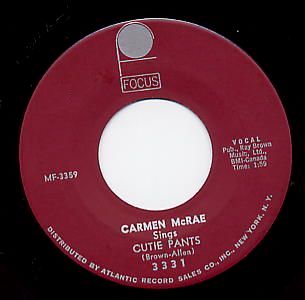 FOCUS
VOCAL
Pub., Ray Brown
Music, Ltd.,
BMI-Canada
Time: 1:59
MF-3359
CARMEN McRAE
Sings
CUTIE PANTS
(Brown-Allen)
3331
DISTRIBUTED BY ATLANTIC RECORD SALES CO., INC., NEW YORK, N. Y.